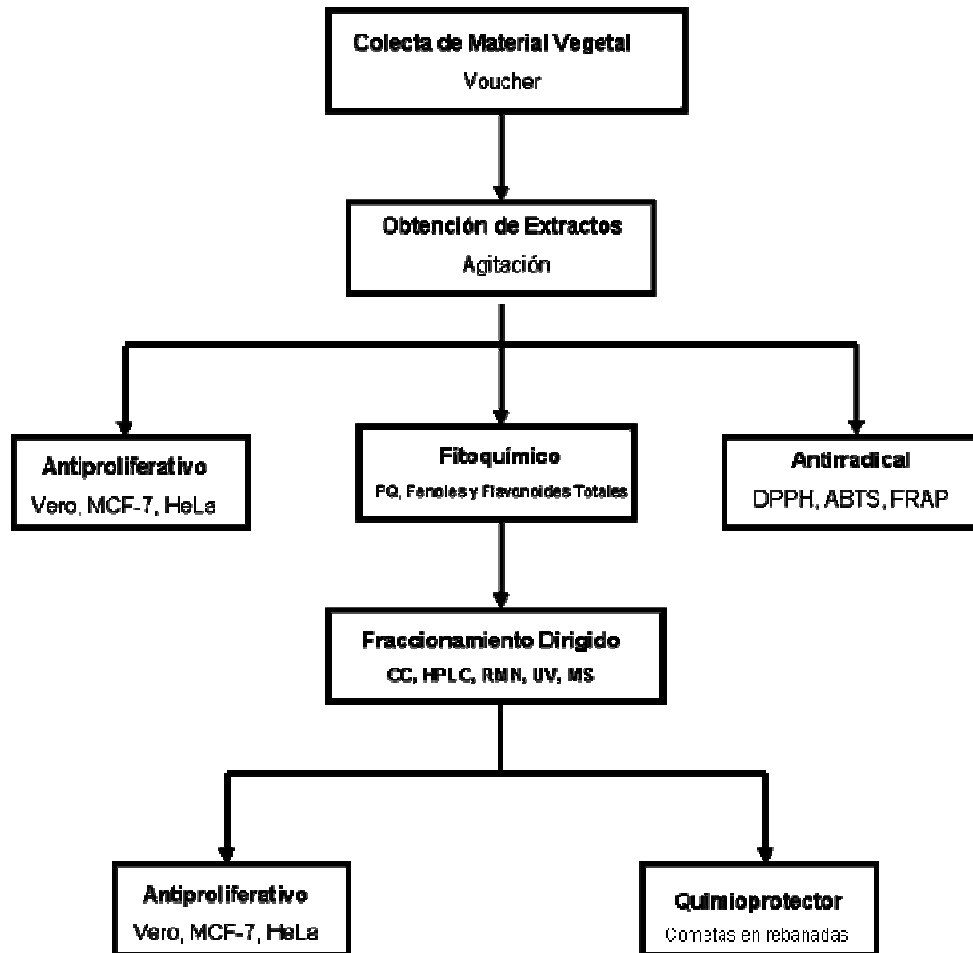 Colecta de Material Vegetal
Voucher
Obtención de Extractos
Agitación
Antiproliferativo
Vero, MCF-7, HeLa
Fitoquímico
PQ, Fenoles y Flavonoides Totales
Antirradical
DPPH, ABTS, FRAP
Fraccionamiento Dirigido
CC, HPLC, RMN, UV, MS
Antiproliferativo
Vero, MCF-7, HeLa
Quimioprotector
Cometas en rebanadas